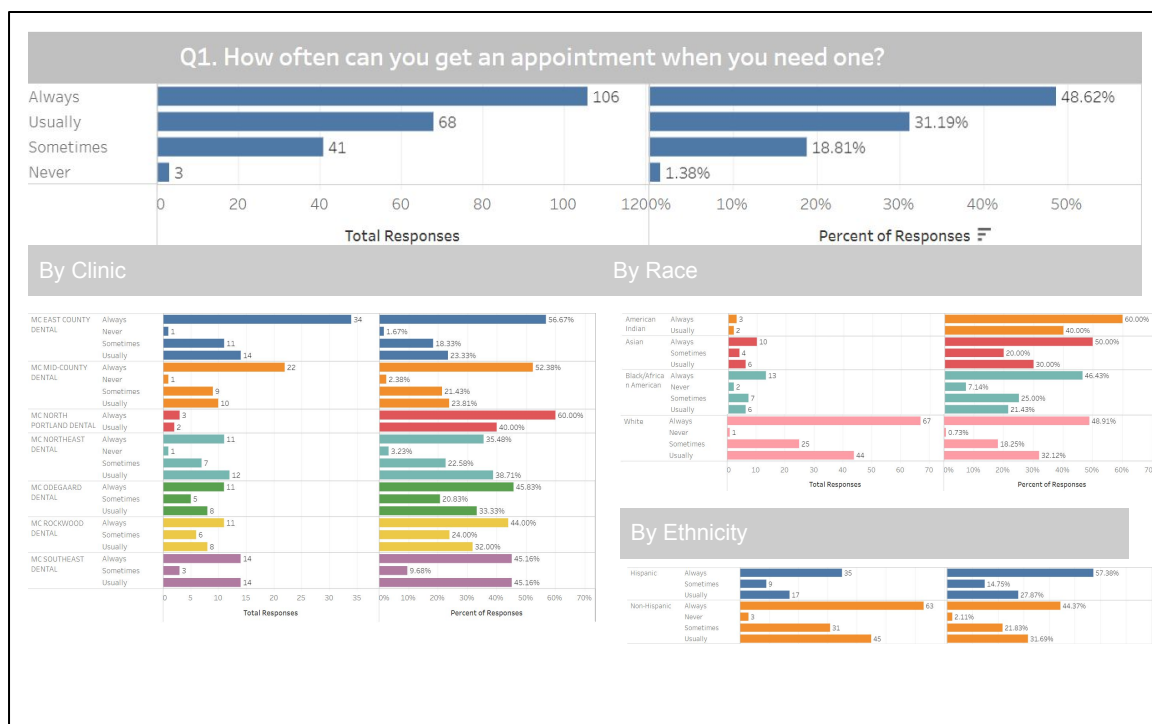 Q1. How often can you get an appointment when you need one?
Always 106 48.62%
Usually 68 31.19%
Sometimes 41 18.81%
Never 3 1.38%
0 20 40 60 80 100 120 0% 10% 20% 30% 40% 50%
Total Responses Percent of Responses
By Clinic
MC EAST COUNTY Always 34 56.67%
DENTAL Never 1 1.67%
Sometimes 11 18.33%
Usually 14 23.33%
MC MID-COUNTY Always 22 52.38%
DENTAL Never 1 2.38%
Sometimes 9 21.43%
Usually 10 23.81%
MC NORTH Always 3 60.00%
PORTLAND DENTAL Usually 2 40.00%
MC NORTHEAST Always 11 35.48%
DENTAL Never 1 3.23%
Sometimes 7 22.58%
Usually 12 38.71%
MC ODEGAARD Always 11 45.83%
DENTAL Sometimes 5 20.83%
Usually 8 33.33%
MC ROCKWOOD Always 11 44.00%
DENTAL Sometimes 6 24.00%
Usually 8 32.00%
MC SOUTHEAST Always 14 45.16%
DENTAL Sometimes 3 9.68%
Usually 14 45.16%
0 5 10 15 20 25 30 35 0% 10% 20% 30% 40% 50% 60% 70%
Total Responses Percent of Responses
By Race
American Always 3 60.00%
Indian Usually 2 40.00%
Asian Always 10 50.00%
Sometimes 4 20.00%
Usually 6 30.00%
Black/Africa Always 13 46.43%
n American Never 2 7.14%
Sometimes 7 25.00%
Usually 6 21.43%
White Always 67 48.91%
Never 1 0.73%
Sometimes 25 18.25%
Usually 44 32.12%
0 10 20 30 40 50 60 70 0% 10% 20% 30% 40% 50% 60% 70%
Total Responses Percent of Responses
By Ethnicity
Hispanic Always 35 57.38%
Sometimes 9 14.75%
Usually 17 27.87%
Non-Hispanic Always 63 44.37%
Never 3 2.11%
Sometimes 31 21.83%
Usually 45 31.69%